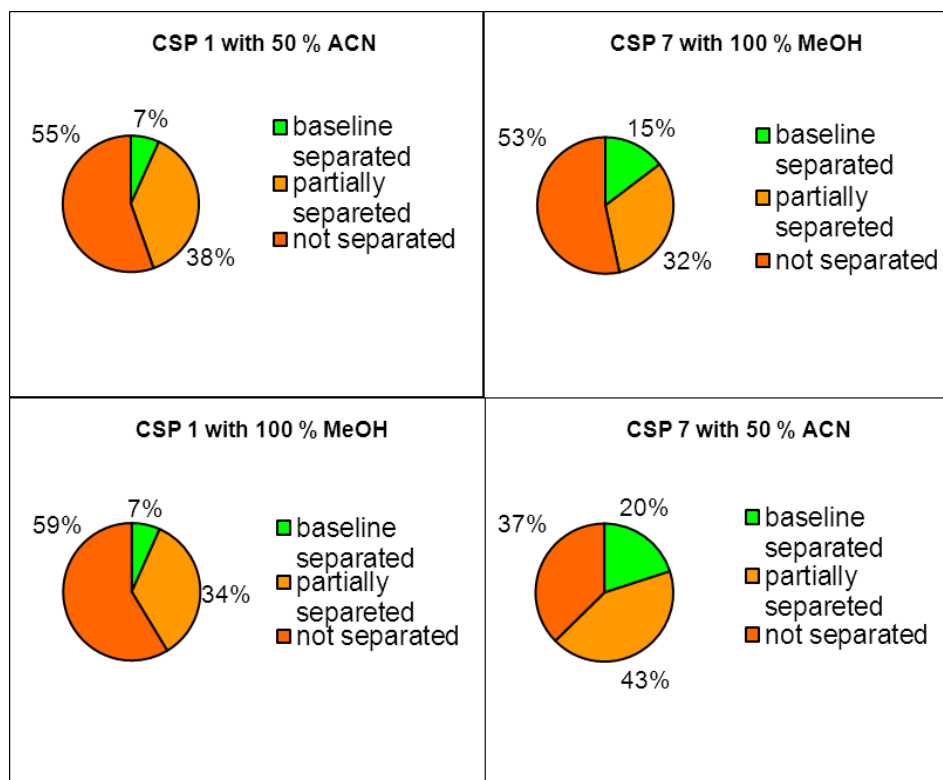 CSP 1 with 50 % ACN
7%
55%
38%
baseline
separated
partially
separeted
not separated
CSP 7 with 100 % MeOH
15%
53%
32%
baseline
separated
partially
separeted
not separated
CSP 1 with 100 % MeOH
7%
59%
34%
baseline
separated
partially
separeted
not separated
CSP 7 with 50 % ACN
20%
37%
43%
baseline
separated
partially
separeted
not separated